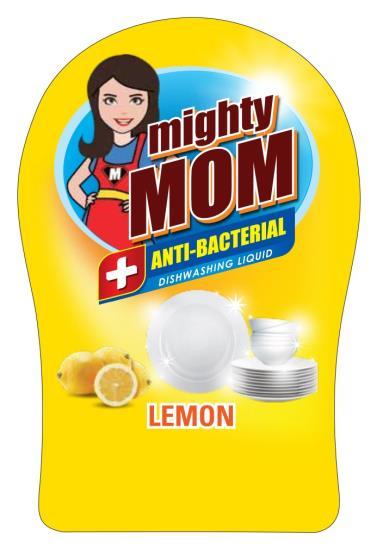 mighty
MOM
M
ANTI-BACTERIAL
DISHWASHING LIQUID
LEMON